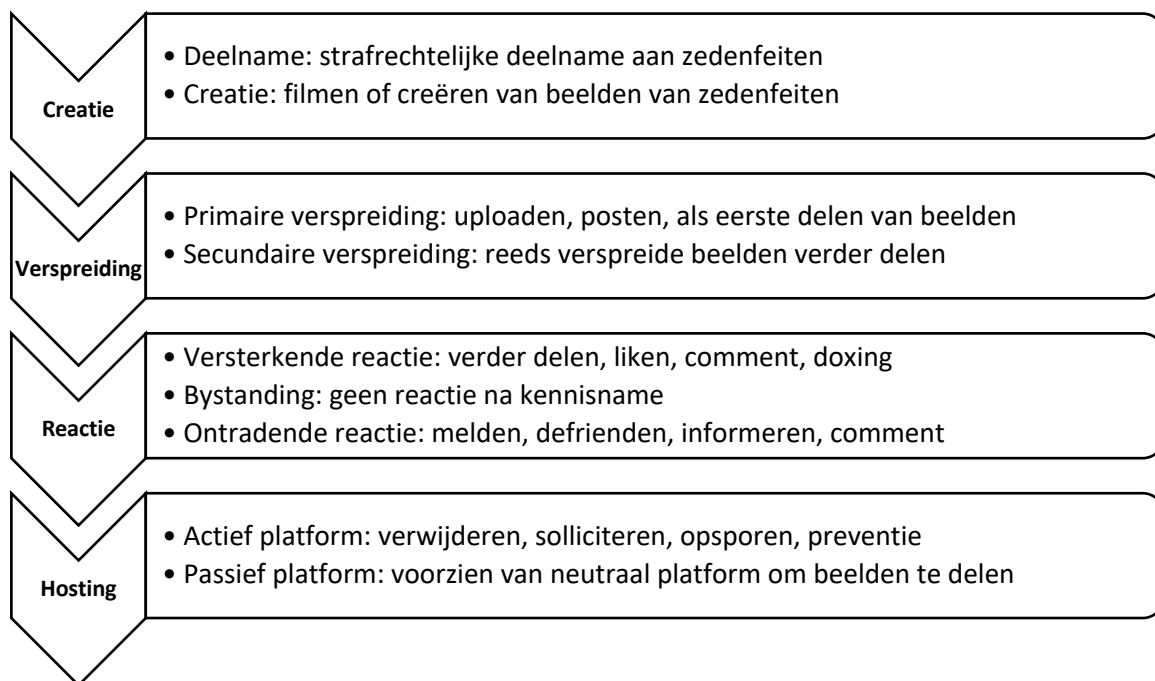 Creatie
• Deelname: strafrechtelijke deelname aan zedenfeiten
• Creatie: filmen of creëren van beelden van zedenfeiten
Verspreiding
• Primaire verspreiding: uploaden, posten, als eerste delen van beelden
• Secundaire verspreiding: reeds verspreide beelden verder delen
Reactie
• Versterkende reactie: verder delen, liken, comment, doxing
• Bystanding: geen reactie na kennisname
• Ontradende reactie: melden, defrienden, informeren, comment
Hosting
• Actief platform: verwijderen, solliciteren, opsporen, preventie
• Passief platform: voorzien van neutraal platform om beelden te delen